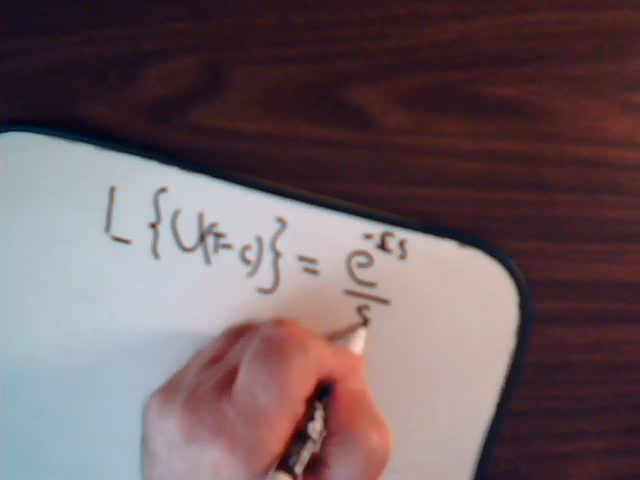 L{U(t-c)} = e^-cs / s